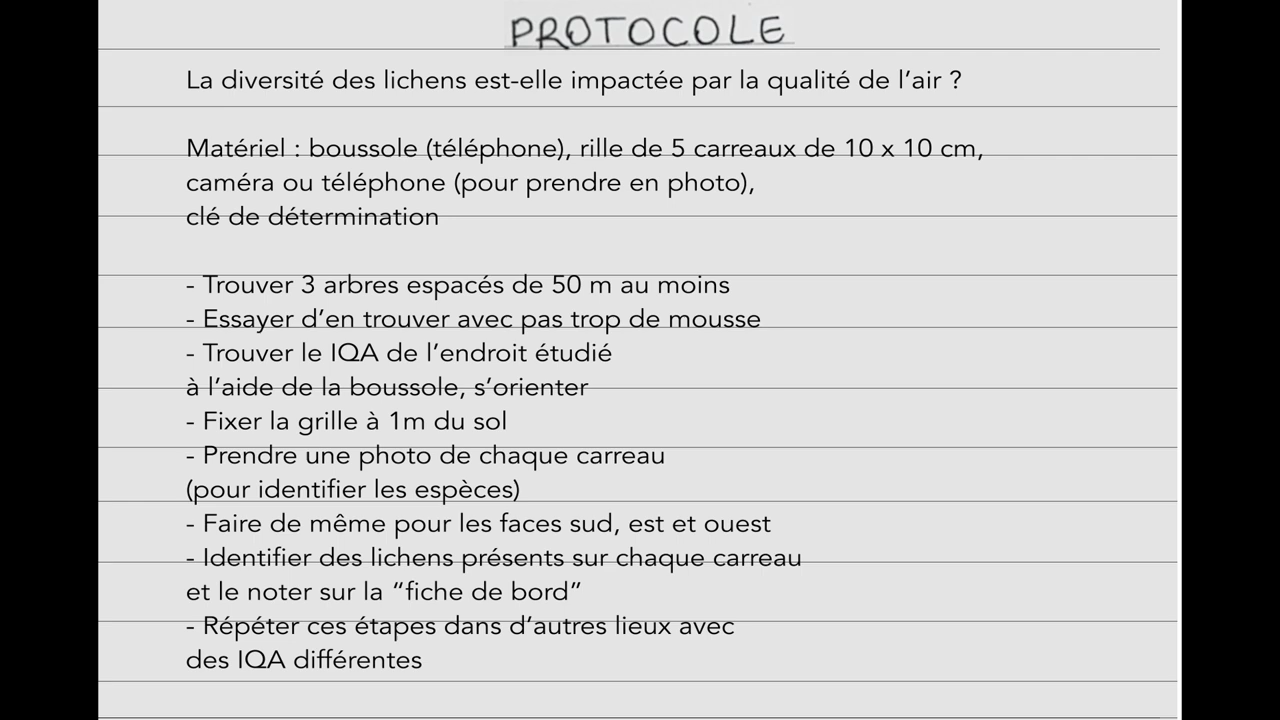 PROTOCOLE
La diversité des lichens est-elle impactée par la qualité de l’air ?
Matériel : boussole (téléphone), rille de 5 carreaux de 10 x 10 cm,
caméra ou téléphone (pour prendre en photo),
clé de détermination
- Trouver 3 arbres espacés de 50 m au moins
- Essayer d’en trouver avec pas trop de mousse
- Trouver le IQA de l’endroit étudié
à l’aide de la boussole, s’orienter
- Fixer la grille à 1m du sol
- Prendre une photo de chaque carreau
(pour identifier les espèces)
- Faire de même pour les faces sud, est et ouest
- Identifier des lichens présents sur chaque carreau
et le noter sur la “fiche de bord”
- Répéter ces étapes dans d’autres lieux avec
des IQA différentes